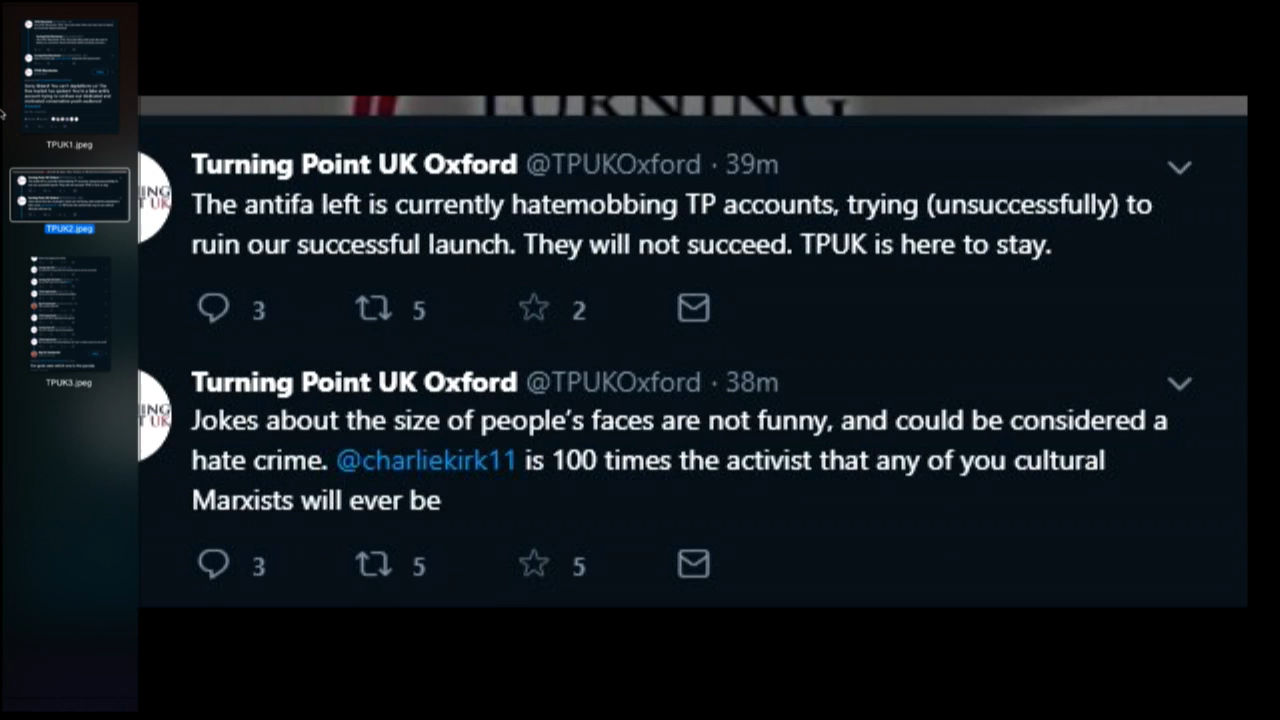 TPUK1.jpeg
TPUK2.jpeg
TPUK3.jpeg
TURNING
Turning Point UK Oxford @TPUKOxford · 39m
The antifa left is currently hatemobbing TP accounts, trying (unsuccessfully) to
ruin our successful launch. They will not succeed. TPUK is here to stay.
3 5 2
Turning Point UK Oxford @TPUKOxford · 38m
Jokes about the size of people’s faces are not funny, and could be considered a
hate crime. @charliekirk11 is 100 times the activist that any of you cultural
Marxists will ever be
3 5 5